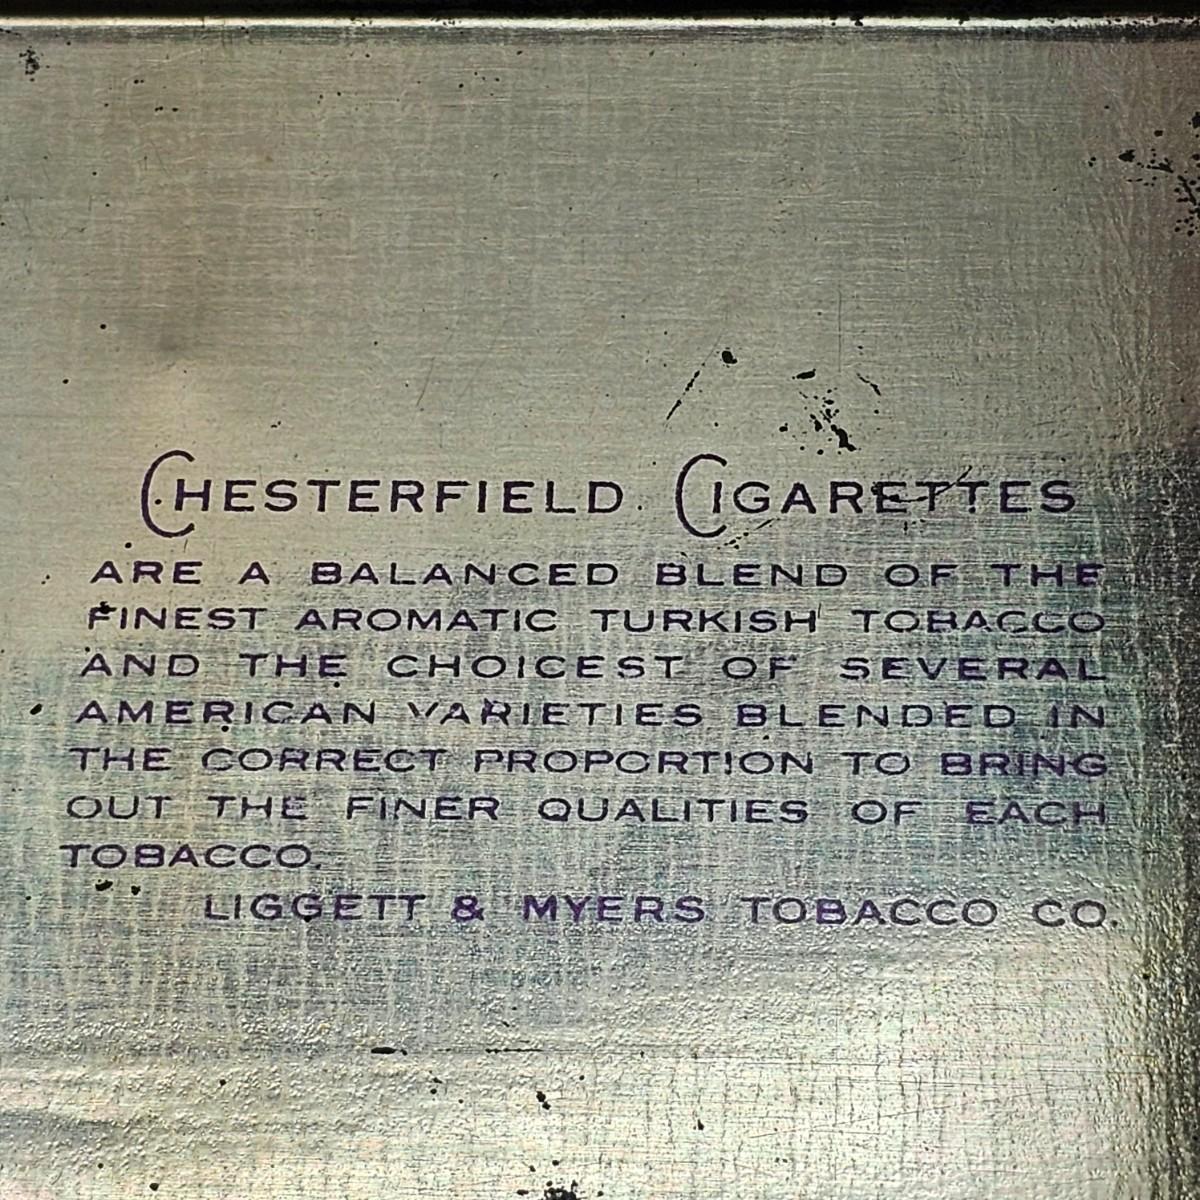 CHESTERFIELD CIGARETTES
ARE A BALANCED BLEND OF THE
FINEST AROMATIC TURKISH TOBACCO
AND THE CHOICEST OF SEVERAL
AMERICAN VARIETIES BLENDED IN
THE CORRECT PROPORTION TO BRING
OUT THE FINER QUALITIES OF EACH
TOBACCO.
LIGGETT & MYERS TOBACCO CO.